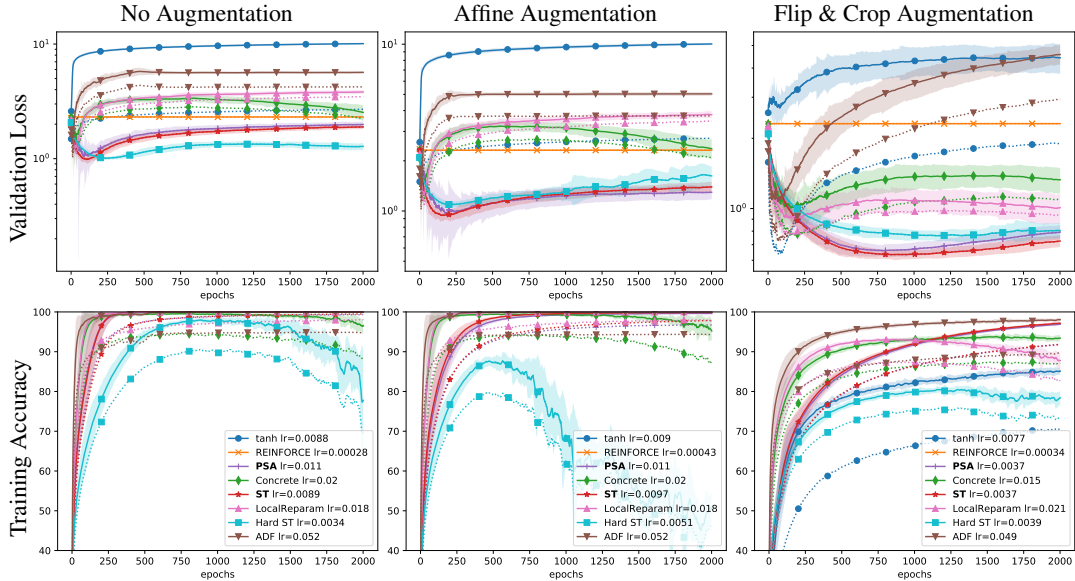 No Augmentation
Affine Augmentation
Flip & Crop Augmentation
Validation Loss
10¹
10⁰
0 250 500 750 1000 1250 1500 1750 2000
epochs
10¹
10⁰
0 250 500 750 1000 1250 1500 1750 2000
epochs
10⁰
0 250 500 750 1000 1250 1500 1750 2000
epochs
Training Accuracy
100
90
80
70
60
50
40
tanh lr=0.0088
REINFORCE lr=0.00028
PSA lr=0.011
Concrete lr=0.02
ST lr=0.0089
LocalReparam lr=0.018
Hard ST lr=0.0034
ADF lr=0.052
0 250 500 750 1000 1250 1500 1750 2000
epochs
100
90
80
70
60
50
40
tanh lr=0.009
REINFORCE lr=0.00043
PSA lr=0.011
Concrete lr=0.02
ST lr=0.0097
LocalReparam lr=0.018
Hard ST lr=0.0051
ADF lr=0.052
0 250 500 750 1000 1250 1500 1750 2000
epochs
100
90
80
70
60
50
40
tanh lr=0.0077
REINFORCE lr=0.00034
PSA lr=0.0037
Concrete lr=0.015
ST lr=0.0037
LocalReparam lr=0.021
Hard ST lr=0.0039
ADF lr=0.049
0 250 500 750 1000 1250 1500 1750 2000
epochs